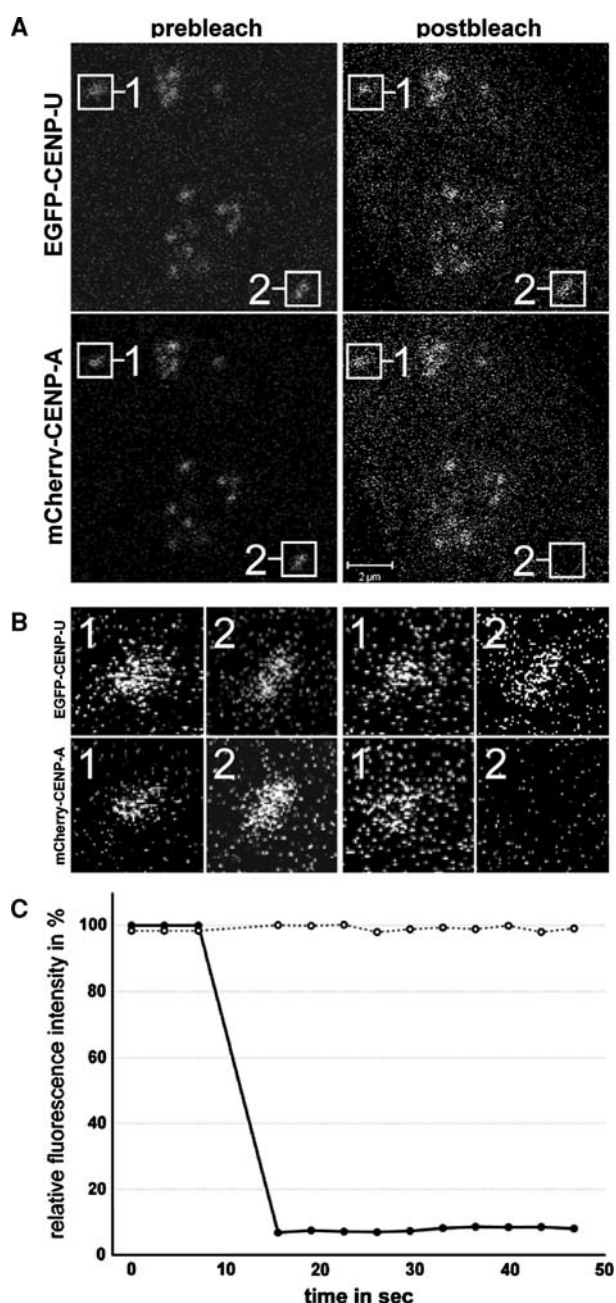 A
prebleach
postbleach
EGFP-CENP-U
1
2
1
2
mCherry-CENP-A
1
2
1
2
2 µm
B
EGFP-CENP-U
1
2
1
2
mCherry-CENP-A
1
2
1
2
C
relative fluorescence intensity in %
100
80
60
40
20
0
0
10
20
30
40
50
time in sec